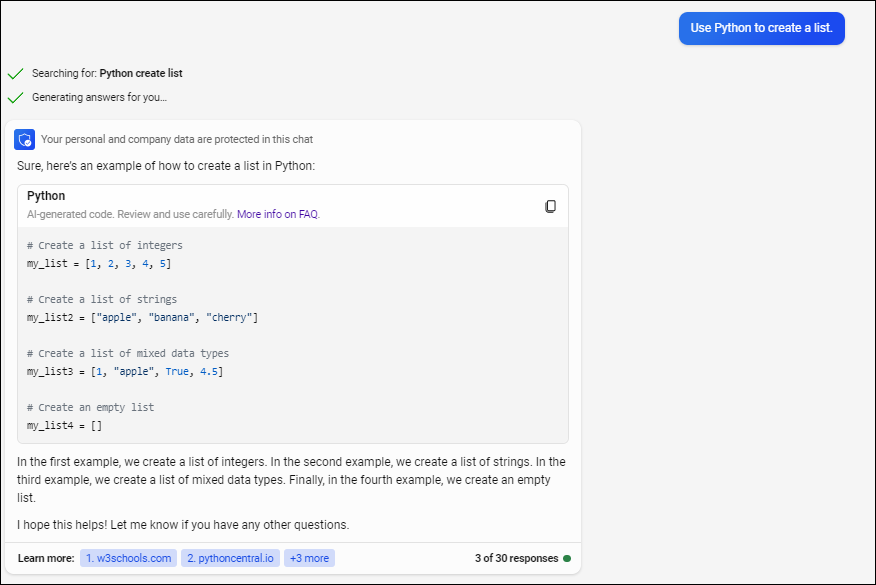 Use Python to create a list.
Searching for: Python create list
Generating answers for you...
Your personal and company data are protected in this chat
Sure, here's an example of how to create a list in Python:
Python
AI-generated code. Review and use carefully. More info on FAQ.
# Create a list of integers
my_list = [1, 2, 3, 4, 5]
# Create a list of strings
my_list2 = ["apple", "banana", "cherry"]
# Create a list of mixed data types
my_list3 = [1, "apple", True, 4.5]
# Create an empty list
my_list4 = []
In the first example, we create a list of integers. In the second example, we create a list of strings. In the
third example, we create a list of mixed data types. Finally, in the fourth example, we create an empty
list.
I hope this helps! Let me know if you have any other questions.
Learn more: 1. w3schools.com 2. pythoncentral.io +3 more 3 of 30 responses